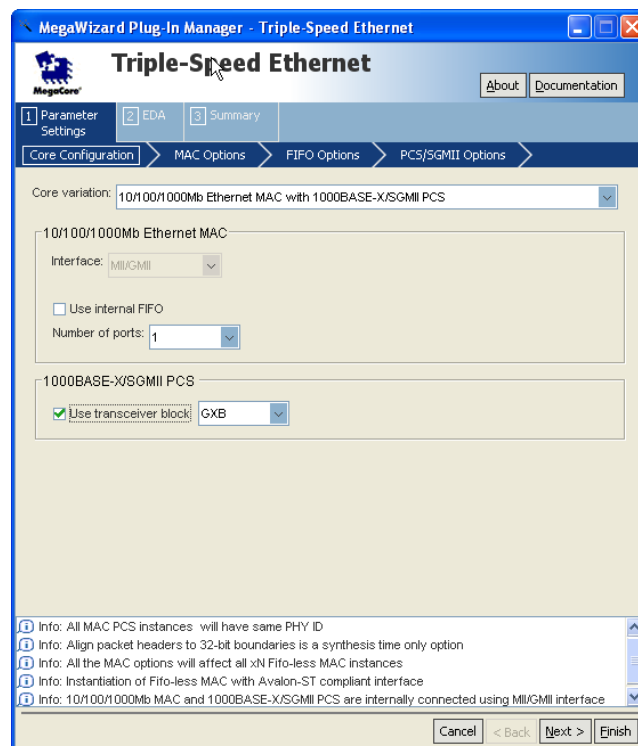 MegaWizard Plug-In Manager - Triple-Speed Ethernet
MegaCore'
Triple-Speed Ethernet
About
Documentation
1 Parameter
Settings
2 EDA
3 Summary
Core Configuration
MAC Options
FIFO Options
PCS/SGMII Options
Core variation: 10/100/1000Mb Ethernet MAC with 1000BASE-X/SGMII PCS
10/100/1000Mb Ethernet MAC
Interface: MII/GMII
Use internal FIFO
Number of ports: 1
1000BASE-X/SGMII PCS
Use transceiver block GXB
Info: All MAC PCS instances will have same PHY ID
Info: Align packet headers to 32-bit boundaries is a synthesis time only option
Info: All the MAC options will affect all xN Fifo-less MAC instances
Info: Instantiation of Fifo-less MAC with Avalon-ST compliant interface
Info: 10/100/1000Mb MAC and 1000BASE-X/SGMII PCS are internally connected using MII/GMII interface
Cancel
< Back
Next >
Finish